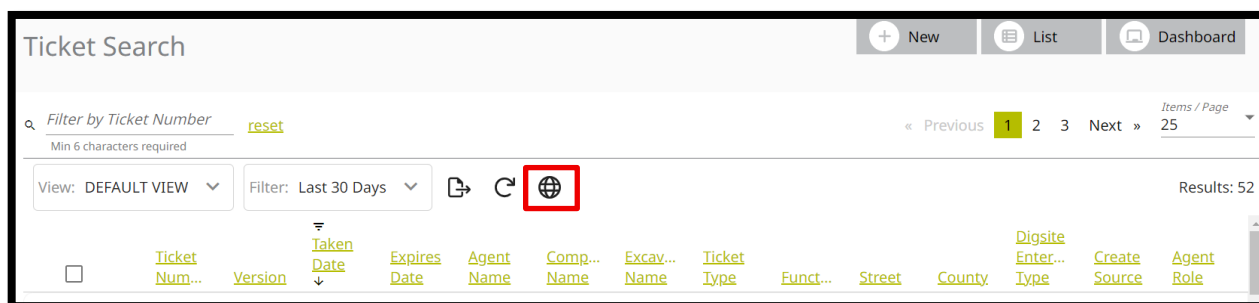 Ticket Search
New
List
Dashboard
Filter by Ticket Number
reset
Min 6 characters required
« Previous 1 2 3 Next »
Items / Page
25
View: DEFAULT VIEW
Filter: Last 30 Days
Results: 52
Ticket
Num...
Version
Taken
Date
Expires
Date
Agent
Name
Comp...
Name
Excav...
Name
Ticket
Type
Funct...
Street
County
Digsite
Enter...
Type
Create
Source
Agent
Role